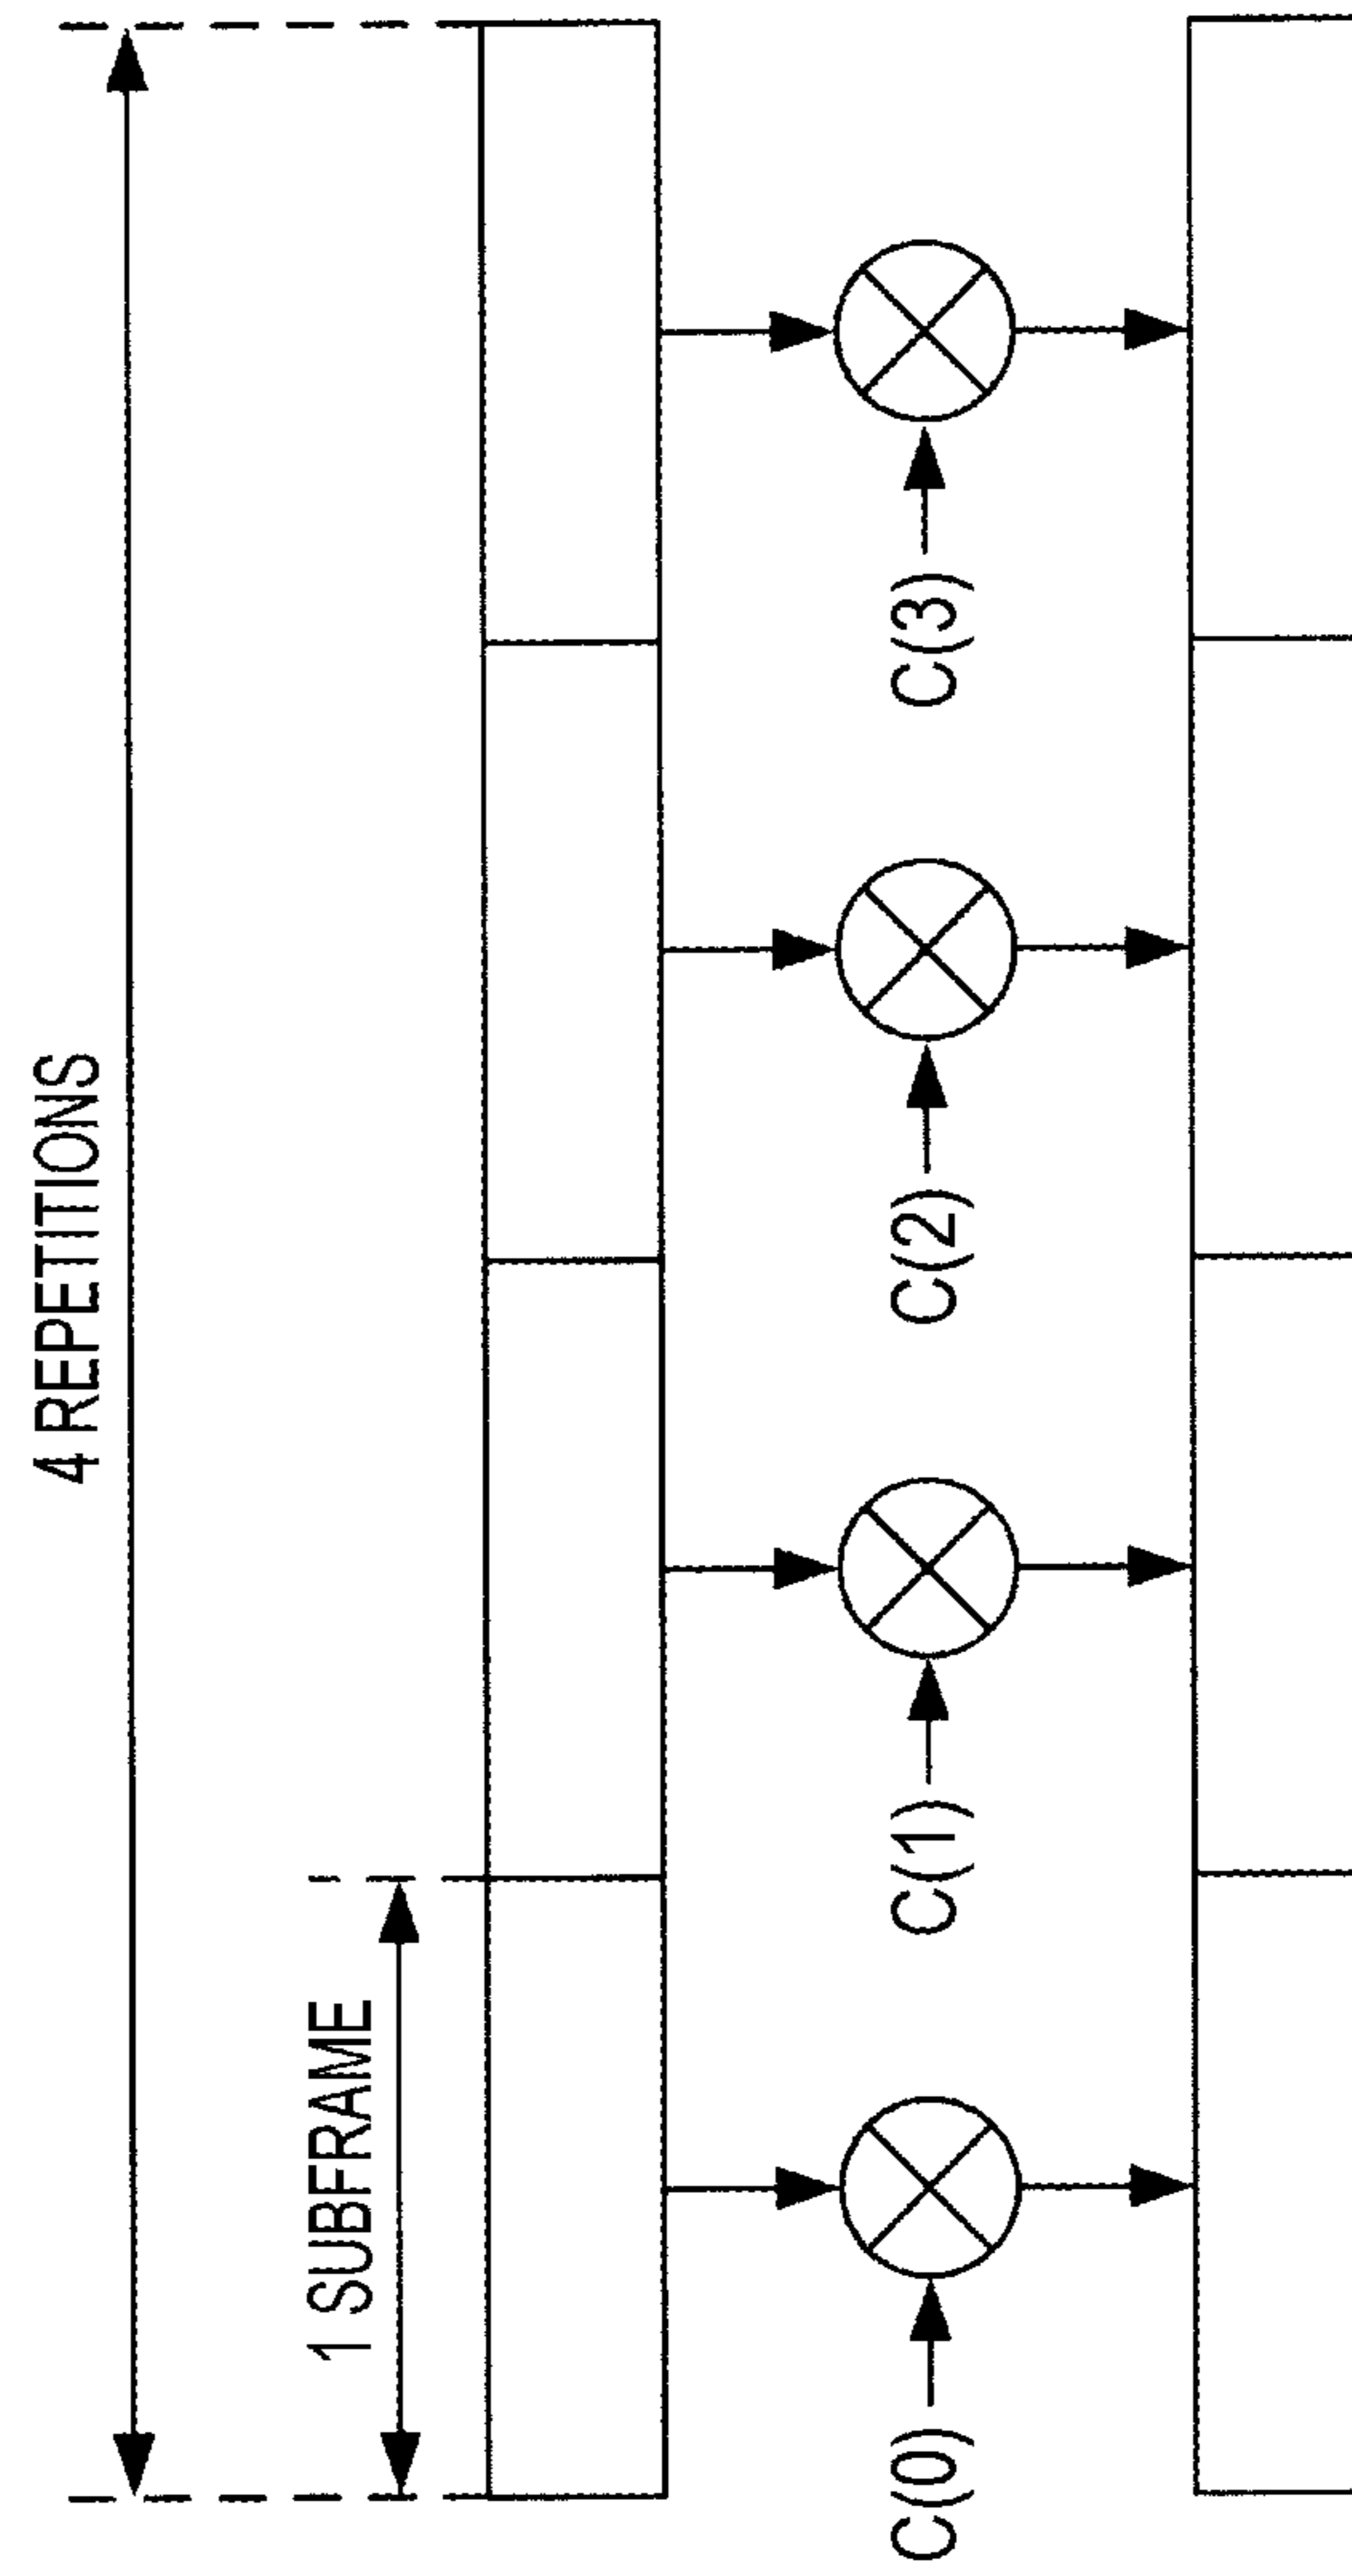 4 REPETITIONS
1 SUBFRAME
C(0)
C(1)
C(2)
C(3)